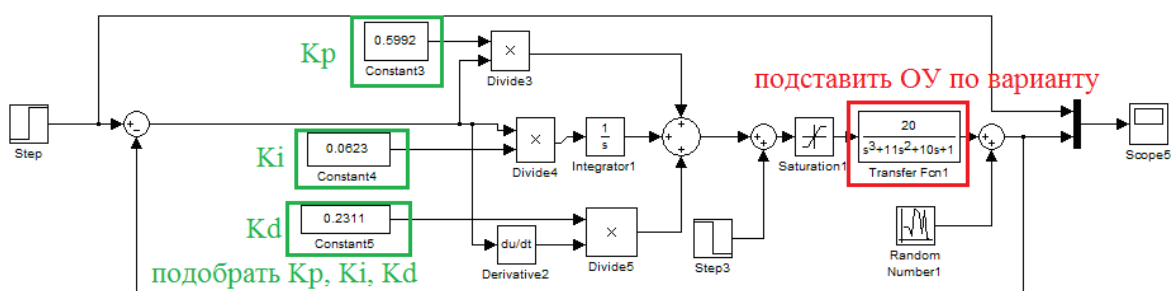 Kp
0.5992
Constant3
×
Divide3
подставить ОУ по варианту
Step
Ki
0.0623
Constant4
×
Divide4
1
s
Integrator1
+
+
+
+
Saturation1
20
s³+11s²+10s+1
Transfer Fcn1
+
+
Scope5
Kd
0.2311
Constant5
du/dt
Derivative2
×
Divide5
Step3
Random
Number1
подобрать Kp, Ki, Kd